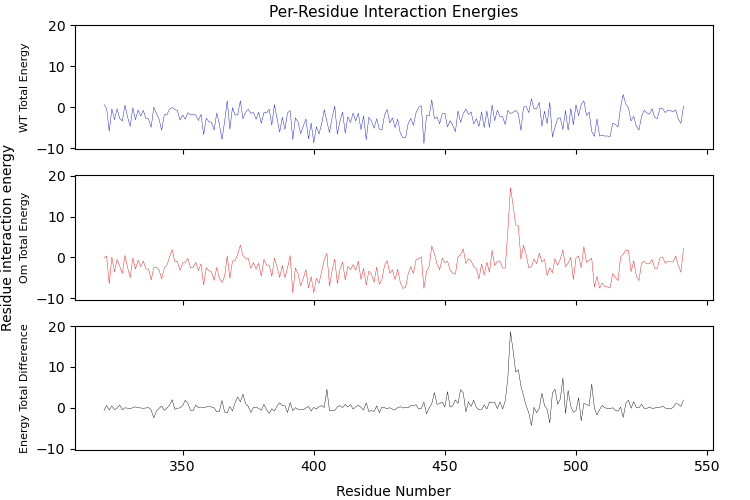 Per-Residue Interaction Energies
Residue interaction energy
WT Total Energy
20
10
0
−10
Om Total Energy
20
10
0
−10
Energy Total Difference
20
10
0
−10
350
400
450
500
550
Residue Number